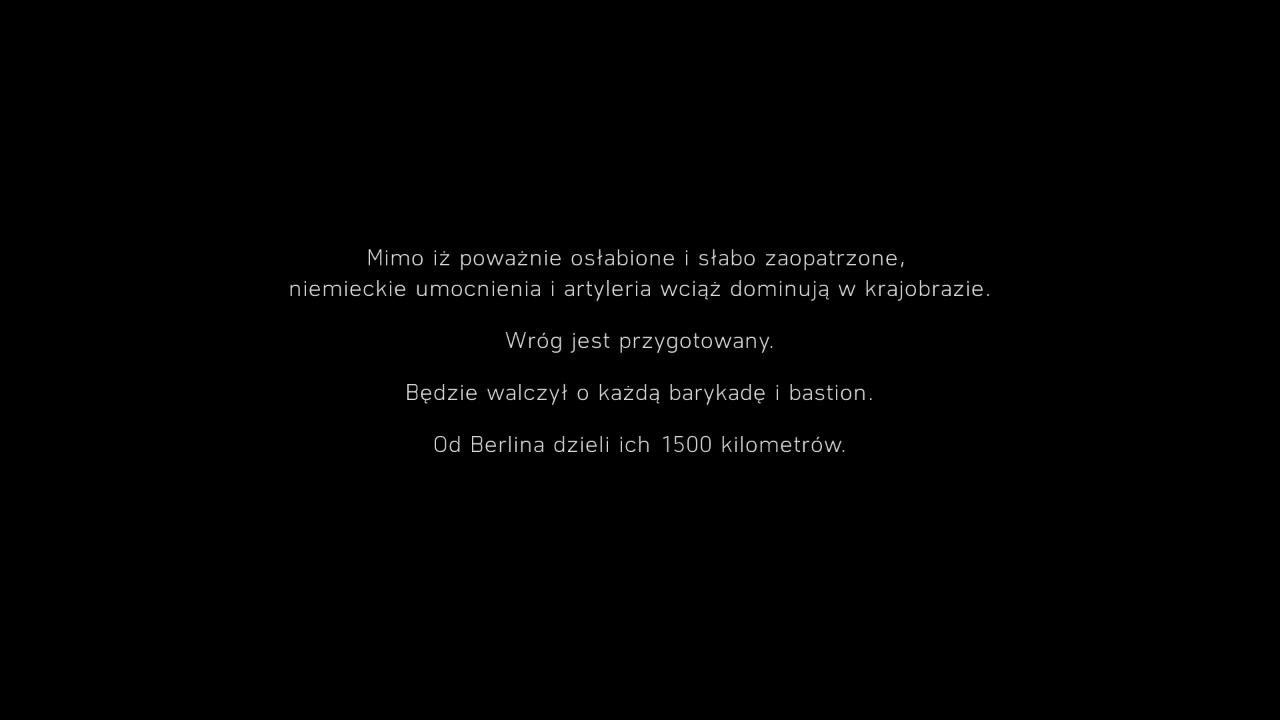 Mimo iż poważnie osłabione i słabo zaopatrzone,
niemieckie umocnienia i artyleria wciąż dominują w krajobrazie.
Wróg jest przygotowany.
Będzie walczył o każdą barykadę i bastion.
Od Berlina dzieli ich 1500 kilometrów.